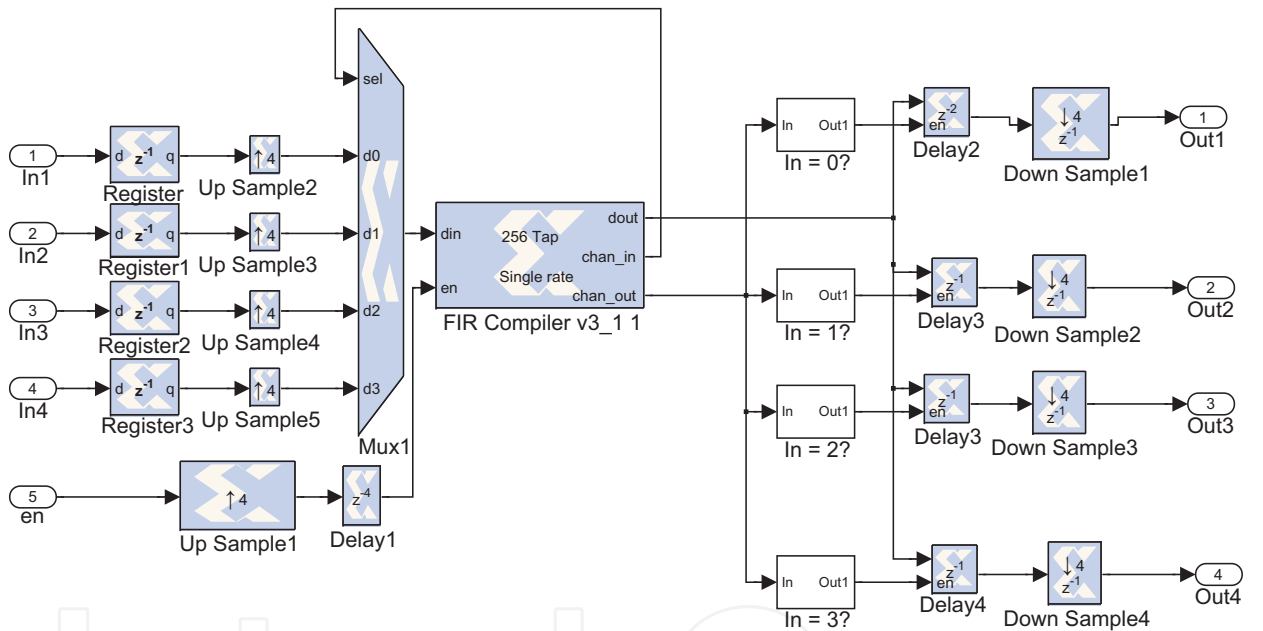 sel
1
In1
d z⁻¹ q
Register
↑4
Up Sample2
d0
2
In2
d z⁻¹ q
Register1
↑4
Up Sample3
d1
3
In3
d z⁻¹ q
Register2
↑4
Up Sample4
d2
4
In4
d z⁻¹ q
Register3
↑4
Up Sample5
d3
Mux1
5
en
↑4
Up Sample1
z⁻⁴
Delay1
din
en
256 Tap
Single rate
dout
chan_in
chan_out
FIR Compiler v3_1 1
In Out1
In = 0?
z⁻²
en
Delay2
↓4
z⁻¹
Down Sample1
1
Out1
In Out1
In = 1?
z⁻¹
en
Delay3
↓4
z⁻¹
Down Sample2
2
Out2
In Out1
In = 2?
z⁻¹
en
Delay3
↓4
z⁻¹
Down Sample3
3
Out3
In Out1
In = 3?
z⁻¹
en
Delay4
↓4
z⁻¹
Down Sample4
4
Out4